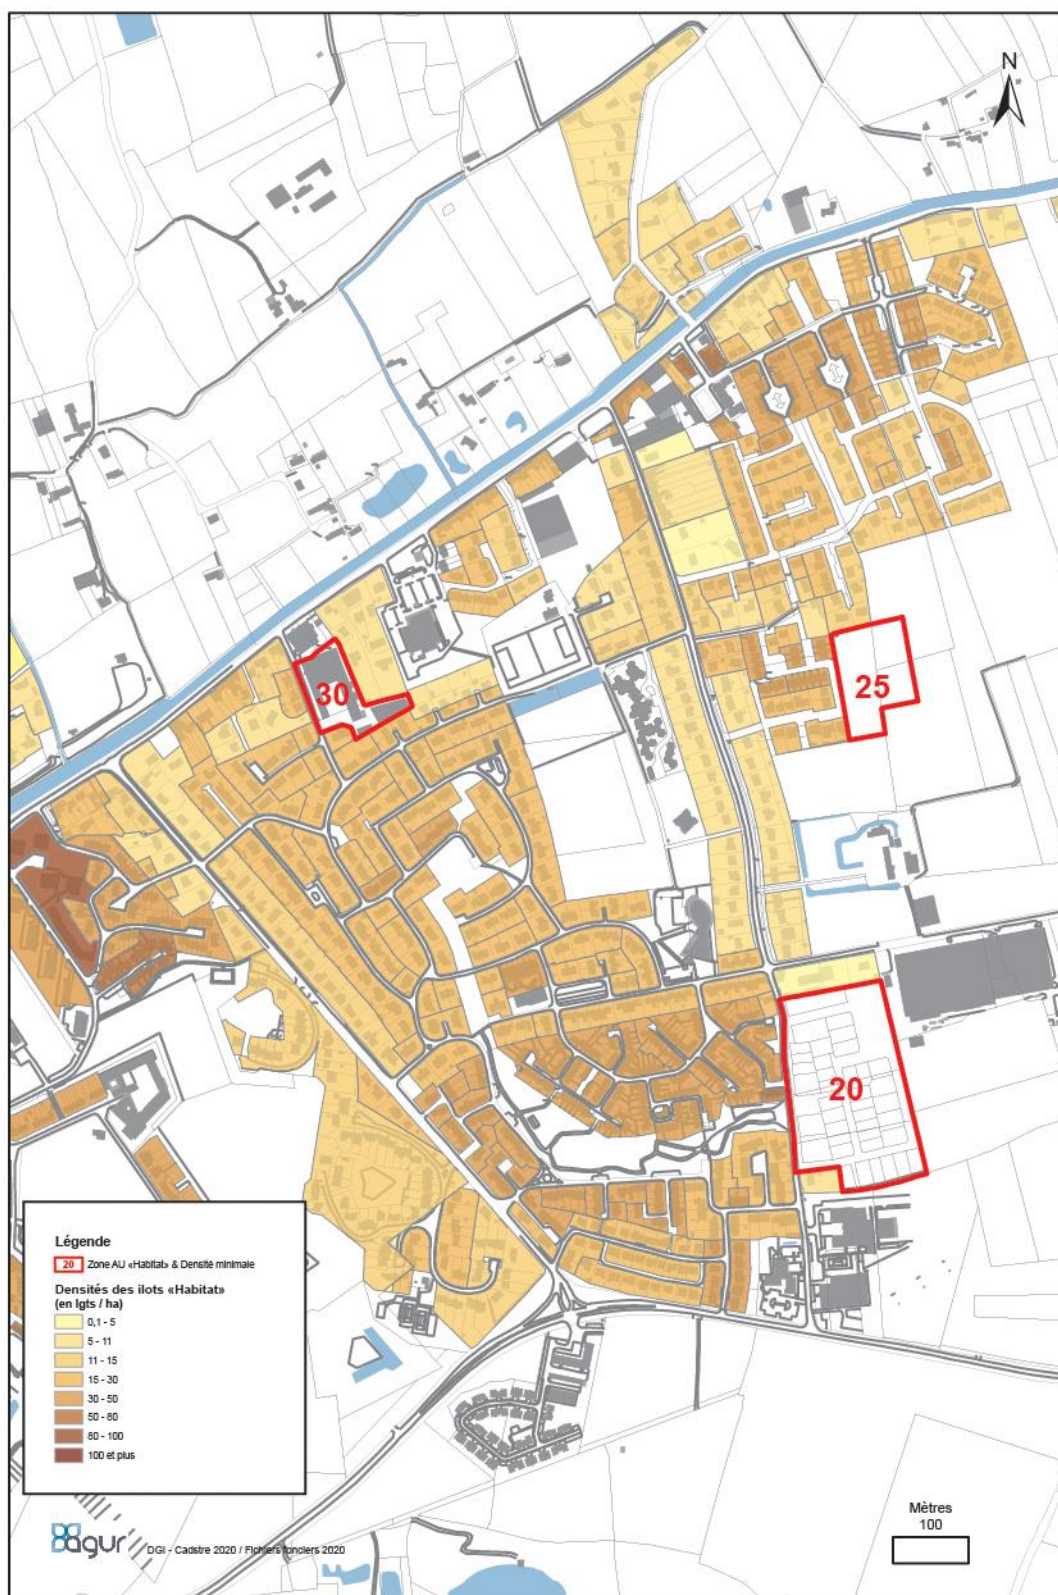 N
30
25
20
Légende
20 Zone AU «Habitat» & Densité minimale
Densités des ilots «Habitat»
(en lgts / ha)
0,1 - 5
5 - 11
11 - 15
15 - 30
30 - 50
50 - 80
80 - 100
100 et plus
Mètres
100
agur
DGI - Cadstre 2020 / Fichiers fonciers 2020